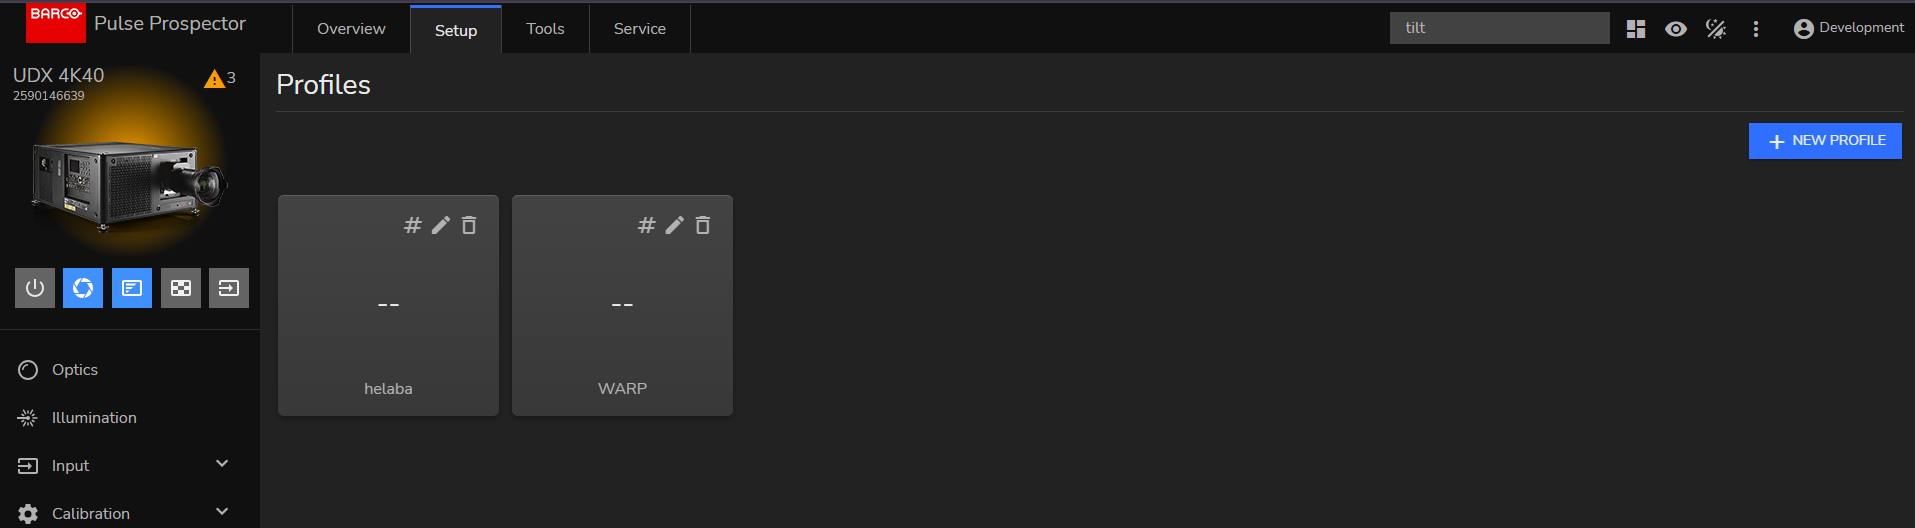 BARCO
Pulse Prospector
Overview
Setup
Tools
Service
tilt
Development
UDX 4K40
3
2590146639
Profiles
NEW PROFILE
# 
--
helaba
#
--
WARP
Optics
Illumination
Input
Calibration